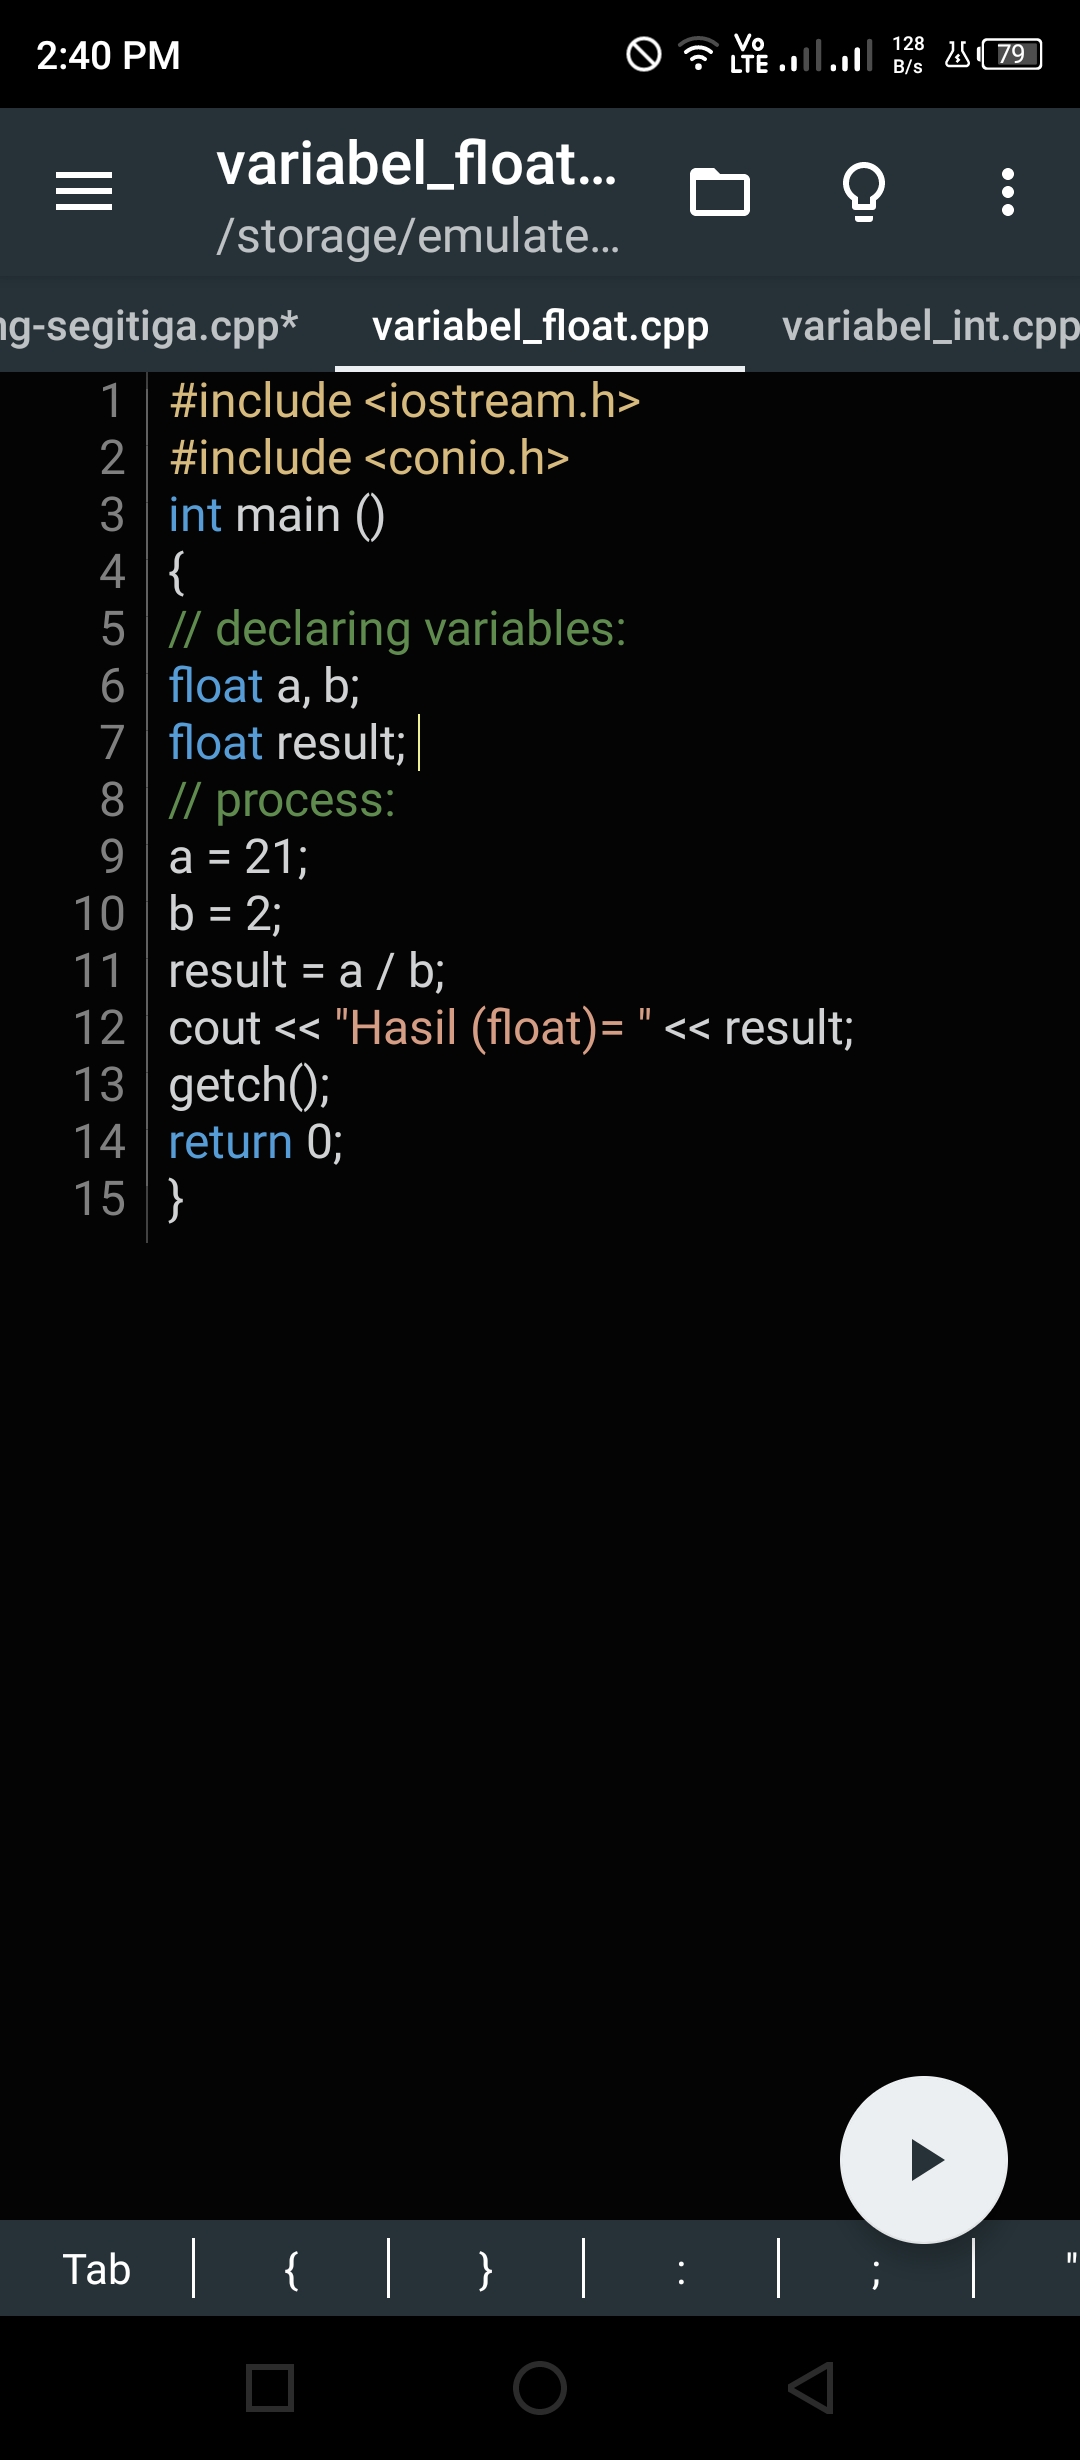 2:40 PM
Vo
LTE
128
B/s
79
variabel_float...
/storage/emulate...
ng-segitiga.cpp*
variabel_float.cpp
variabel_int.cpp
1 #include <iostream.h>
2 #include <conio.h>
3 int main ()
4 {
5 // declaring variables:
6 float a, b;
7 float result;
8 // process:
9 a = 21;
10 b = 2;
11 result = a / b;
12 cout << "Hasil (float)= " << result;
13 getch();
14 return 0;
15 }
Tab { } : ; "